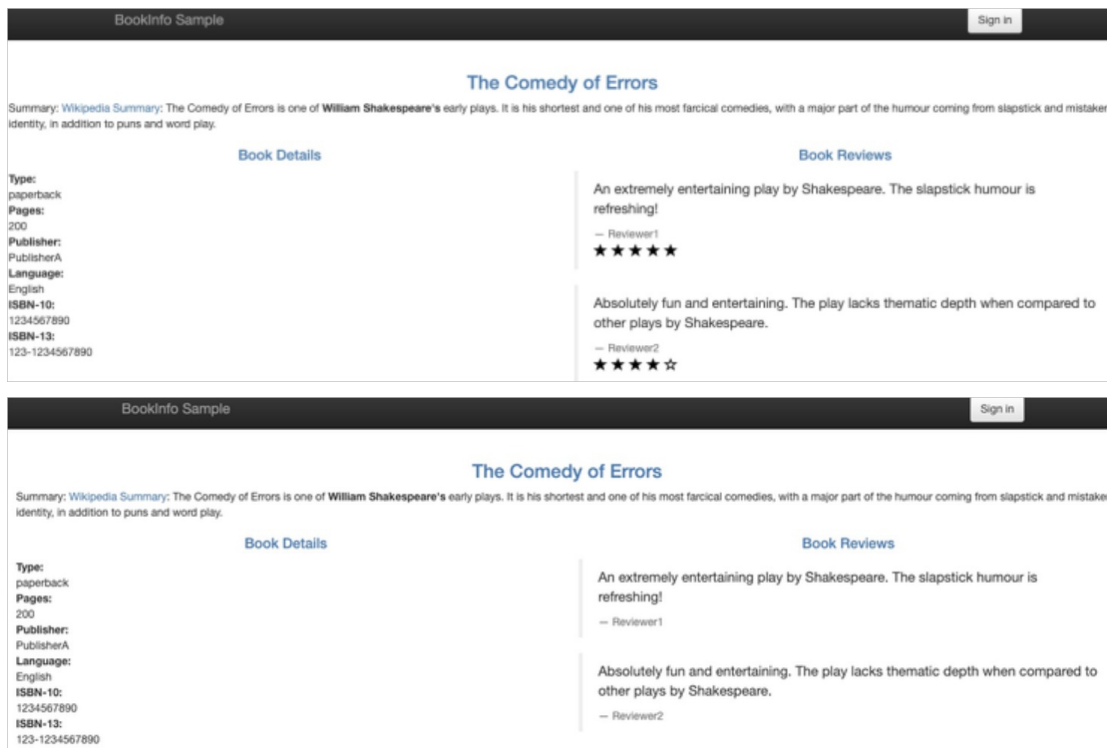 BookInfo Sample
Sign in
The Comedy of Errors
Summary: Wikipedia Summary: The Comedy of Errors is one of William Shakespeare's early plays. It is his shortest and one of his most farcical comedies, with a major part of the humour coming from slapstick and
identity, in addition to puns and word play.
Book Details
Type:
paperback
Pages:
200
Publisher:
PublisherA
Language:
English
ISBN-10:
1234567890
ISBN-13:
123-1234567890
Book Reviews
An extremely entertaining play by Shakespeare. The slapstick humour is
refreshing!
— Reviewer1
★★★★★
Absolutely fun and entertaining. The play lacks thematic depth when compared to
other plays by Shakespeare.
— Reviewer2
★★★★☆
BookInfo Sample
Sign in
The Comedy of Errors
Summary: Wikipedia Summary: The Comedy of Errors is one of William Shakespeare's early plays. It is his shortest and one of his most farcical comedies, with a major part of the humour coming from slapstick and
identity, in addition to puns and word play.
Book Details
Type:
paperback
Pages:
200
Publisher:
PublisherA
Language:
English
ISBN-10:
1234567890
ISBN-13:
123-1234567890
Book Reviews
An extremely entertaining play by Shakespeare. The slapstick humour is
refreshing!
— Reviewer1
Absolutely fun and entertaining. The play lacks thematic depth when compared to
other plays by Shakespeare.
— Reviewer2